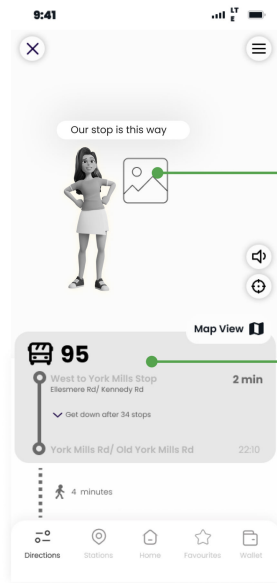 9:41
LT
E
Our stop is this way
Map View
95
West to York Mills Stop 2 min
Ellesmere Rd/ Kennedy Rd
Get down after 34 stops
York Mills Rd/ Old York Mills Rd 22:10
4 minutes
Directions Stations Home Favourites Wallet